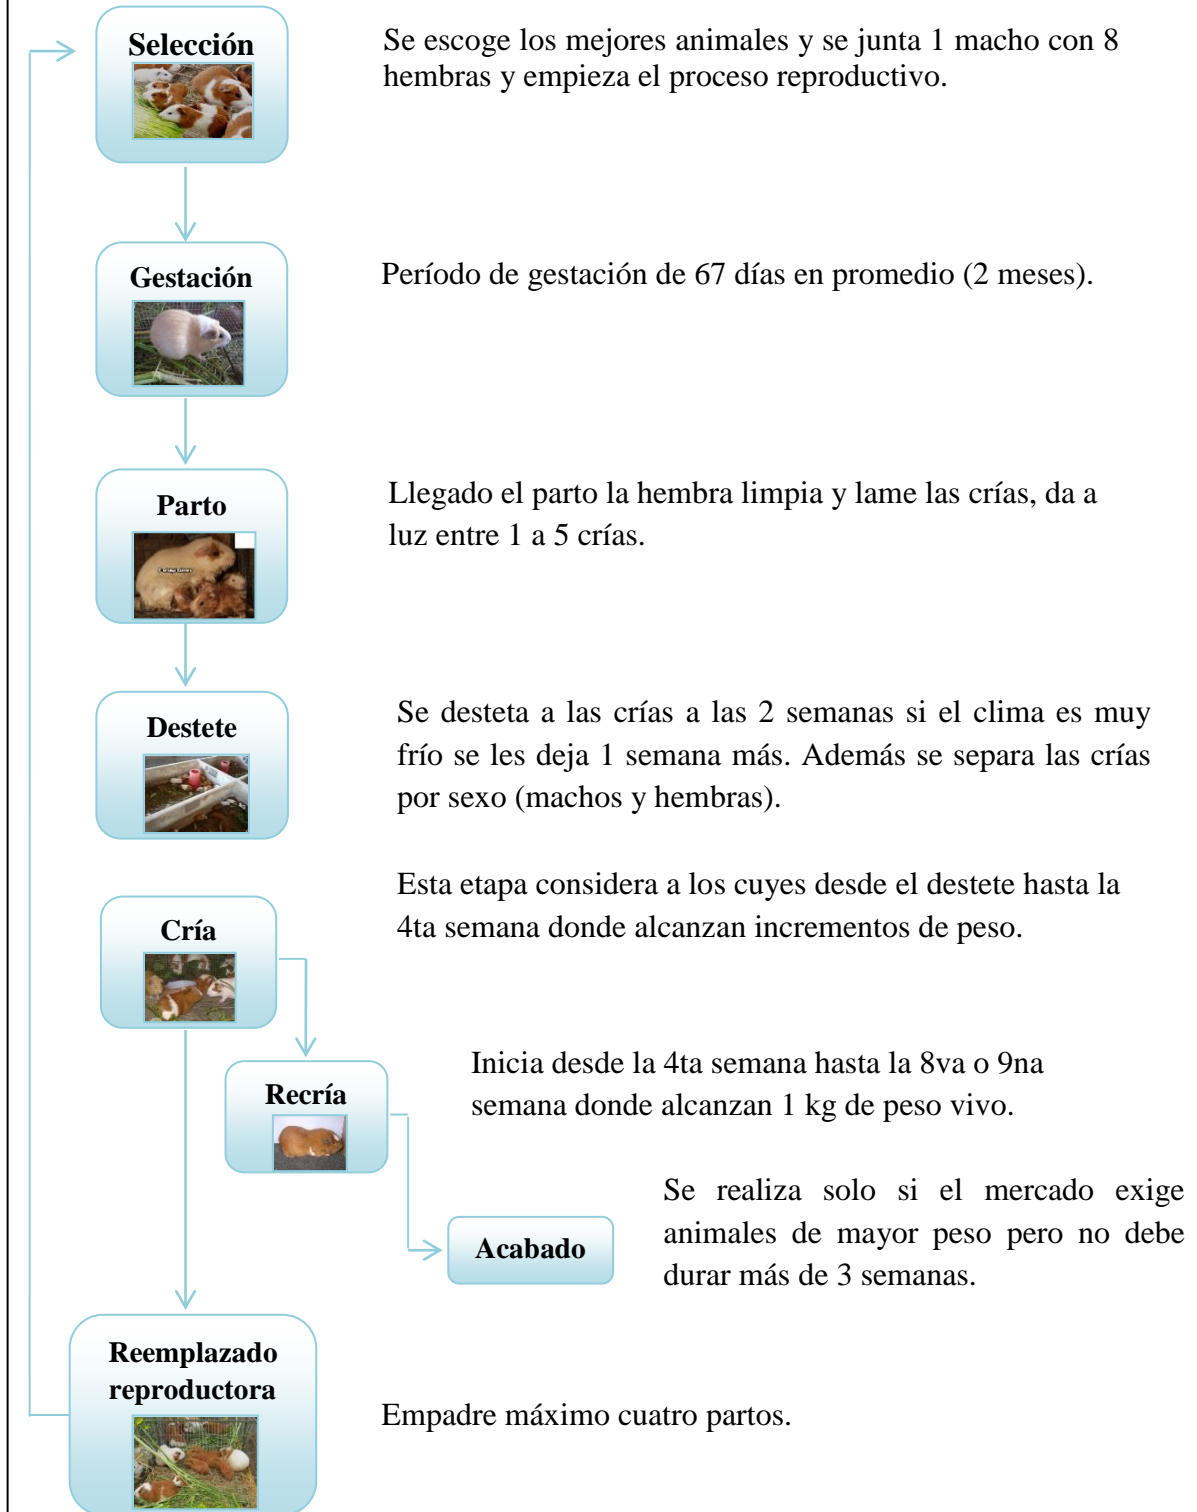 Selección
Se escoge los mejores animales y se junta 1 macho con 8
hembras y empieza el proceso reproductivo.
Gestación
Período de gestación de 67 días en promedio (2 meses).
Parto
Llegado el parto la hembra limpia y lame las crías, da a
luz entre 1 a 5 crías.
Destete
Se desteta a las crías a las 2 semanas si el clima es muy
frío se les deja 1 semana más. Además se separa las crías
por sexo (machos y hembras).
Cría
Esta etapa considera a los cuyes desde el destete hasta la
4ta semana donde alcanzan incrementos de peso.
Recría
Inicia desde la 4ta semana hasta la 8va o 9na
semana donde alcanzan 1 kg de peso vivo.
Acabado
Se realiza solo si el mercado exige
animales de mayor peso pero no debe
durar más de 3 semanas.
Reemplazado
reproductora
Empadre máximo cuatro partos.